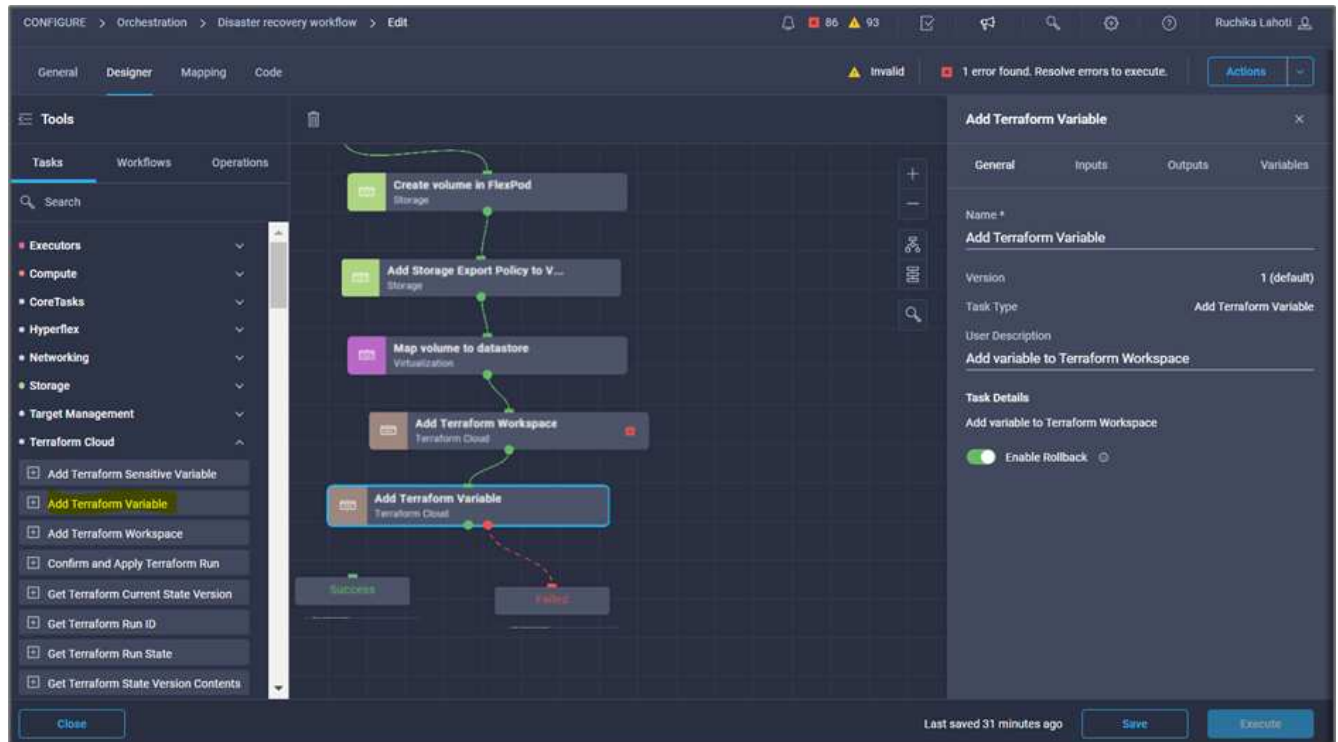 CONFIGURE > Orchestration > Disaster recovery workflow > Edit
86 93
Ruchika Lahoti
General Designer Mapping Code
Invalid
1 error found. Resolve errors to execute.
Actions
Tools
Tasks Workflows Operations
Search
Executors
Compute
CoreTasks
Hyperflex
Networking
Storage
Target Management
Terraform Cloud
Add Terraform Sensitive Variable
Add Terraform Variable
Add Terraform Workspace
Confirm and Apply Terraform Run
Get Terraform Current State Version
Get Terraform Run ID
Get Terraform Run State
Get Terraform State Version Contents
Create volume in FlexPod
Storage
Add Storage Export Policy to V...
Storage
Map volume to datastore
Virtualization
Add Terraform Workspace
Terraform Cloud
Add Terraform Variable
Terraform Cloud
Success
Failed
Add Terraform Variable
General Inputs Outputs Variables
Name *
Add Terraform Variable
Version 1 (default)
Task Type Add Terraform Variable
User Description
Add variable to Terraform Workspace
Task Details
Add variable to Terraform Workspace
Enable Rollback
Close
Last saved 31 minutes ago
Save
Execute